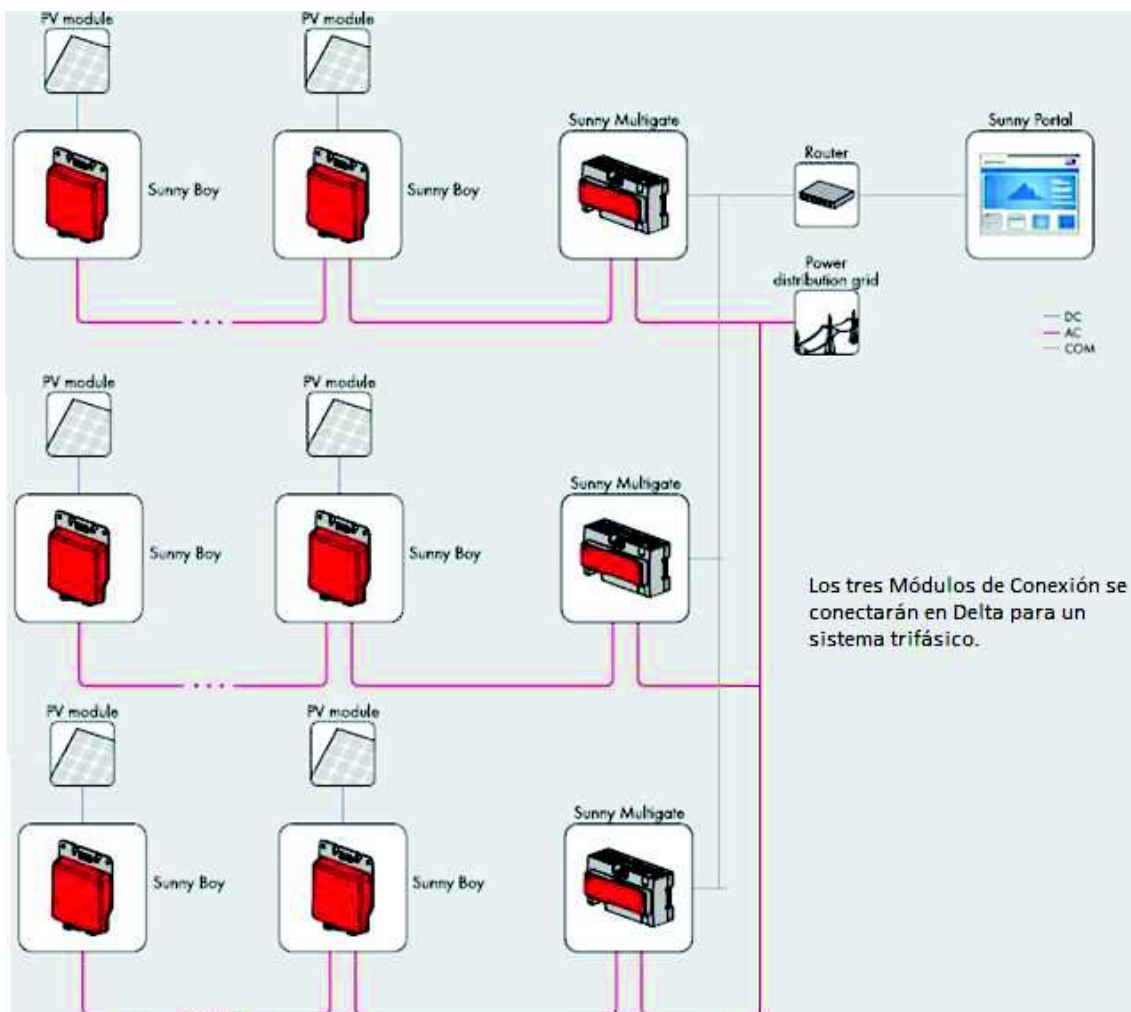 PV module
PV module
Sunny Boy
Sunny Boy
Sunny Multigate
Router
Sunny Portal
Power
distribution grid
DC
AC
COM
PV module
PV module
Sunny Boy
Sunny Boy
Sunny Multigate
Los tres Módulos de Conexión se
conectarán en Delta para un
sistema trifásico.
PV module
PV module
Sunny Boy
Sunny Boy
Sunny Multigate